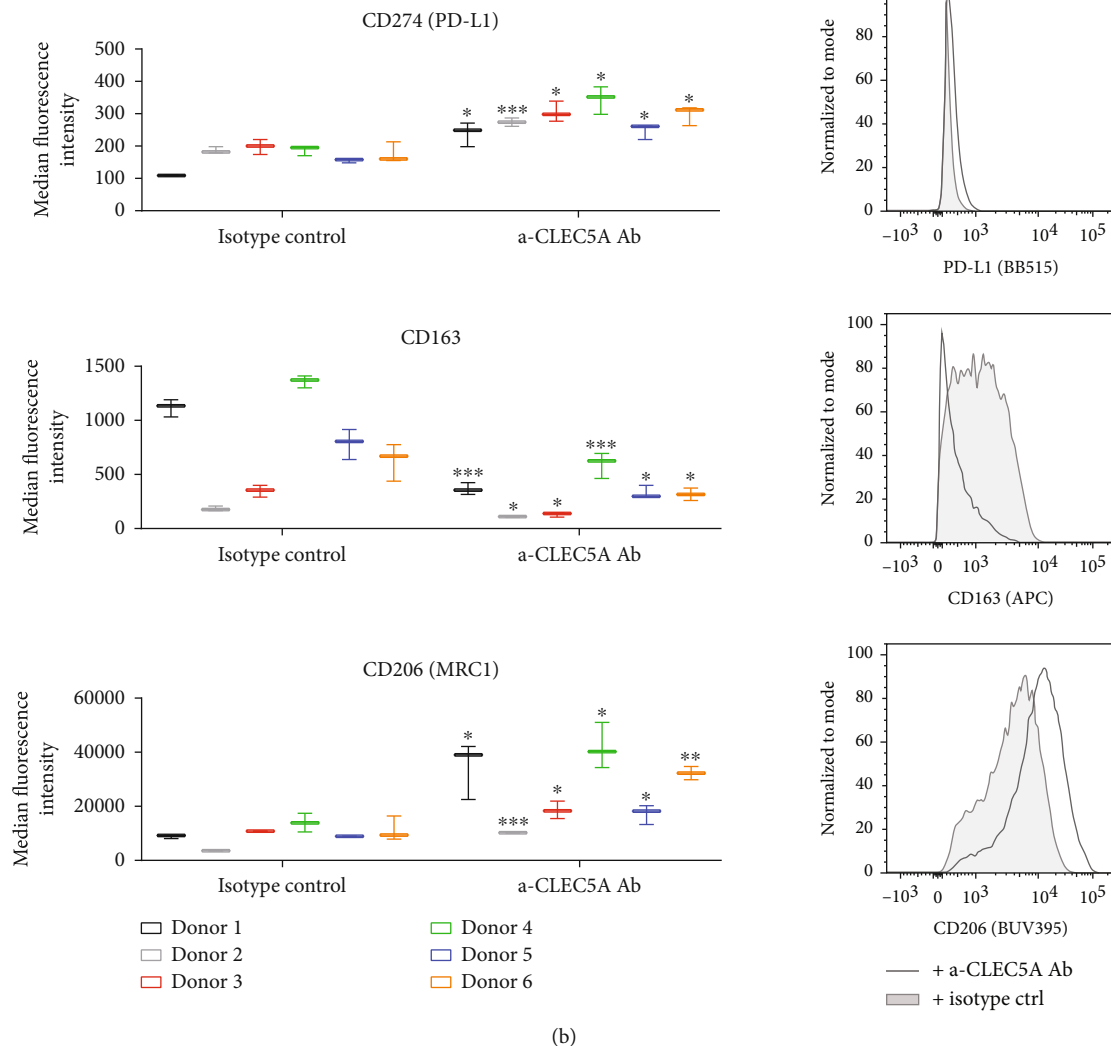 CD274 (PD-L1)
Median fluorescence
intensity
500
400
300
200
100
0
* *** * * * *
Isotype control a-CLEC5A Ab
Normalized to mode
80
60
40
20
0
–10³ 0 10³ 10⁴ 10⁵
PD-L1 (BB515)
CD163
Median fluorescence
intensity
1500
1000
500
0
*** * * *** * *
Isotype control a-CLEC5A Ab
Normalized to mode
100
80
60
40
20
0
–10³ 0 10³ 10⁴ 10⁵
CD163 (APC)
CD206 (MRC1)
Median fluorescence
intensity
60000
40000
20000
0
* *** * * * **
Isotype control a-CLEC5A Ab
Normalized to mode
100
80
60
40
20
0
–10³ 0 10³ 10⁴ 10⁵
CD206 (BUV395)
Donor 1
Donor 2
Donor 3
Donor 4
Donor 5
Donor 6
+ a-CLEC5A Ab
+ isotype ctrl
(b)